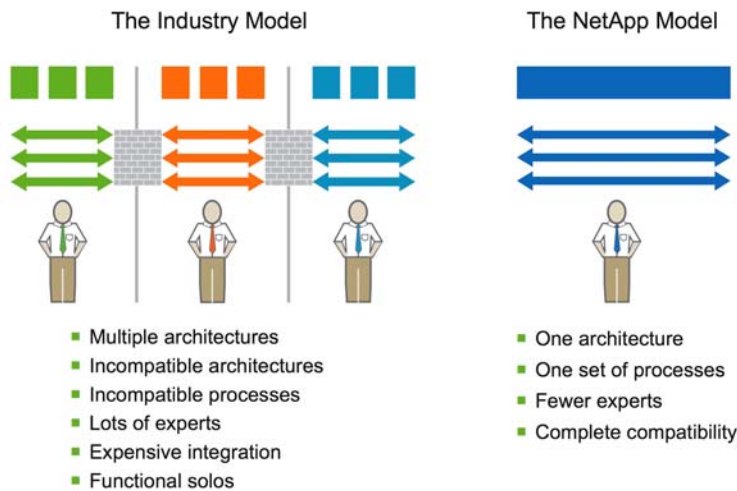 The Industry Model
Multiple architectures
Incompatible architectures
Incompatible processes
Lots of experts
Expensive integration
Functional solos
The NetApp Model
One architecture
One set of processes
Fewer experts
Complete compatibility